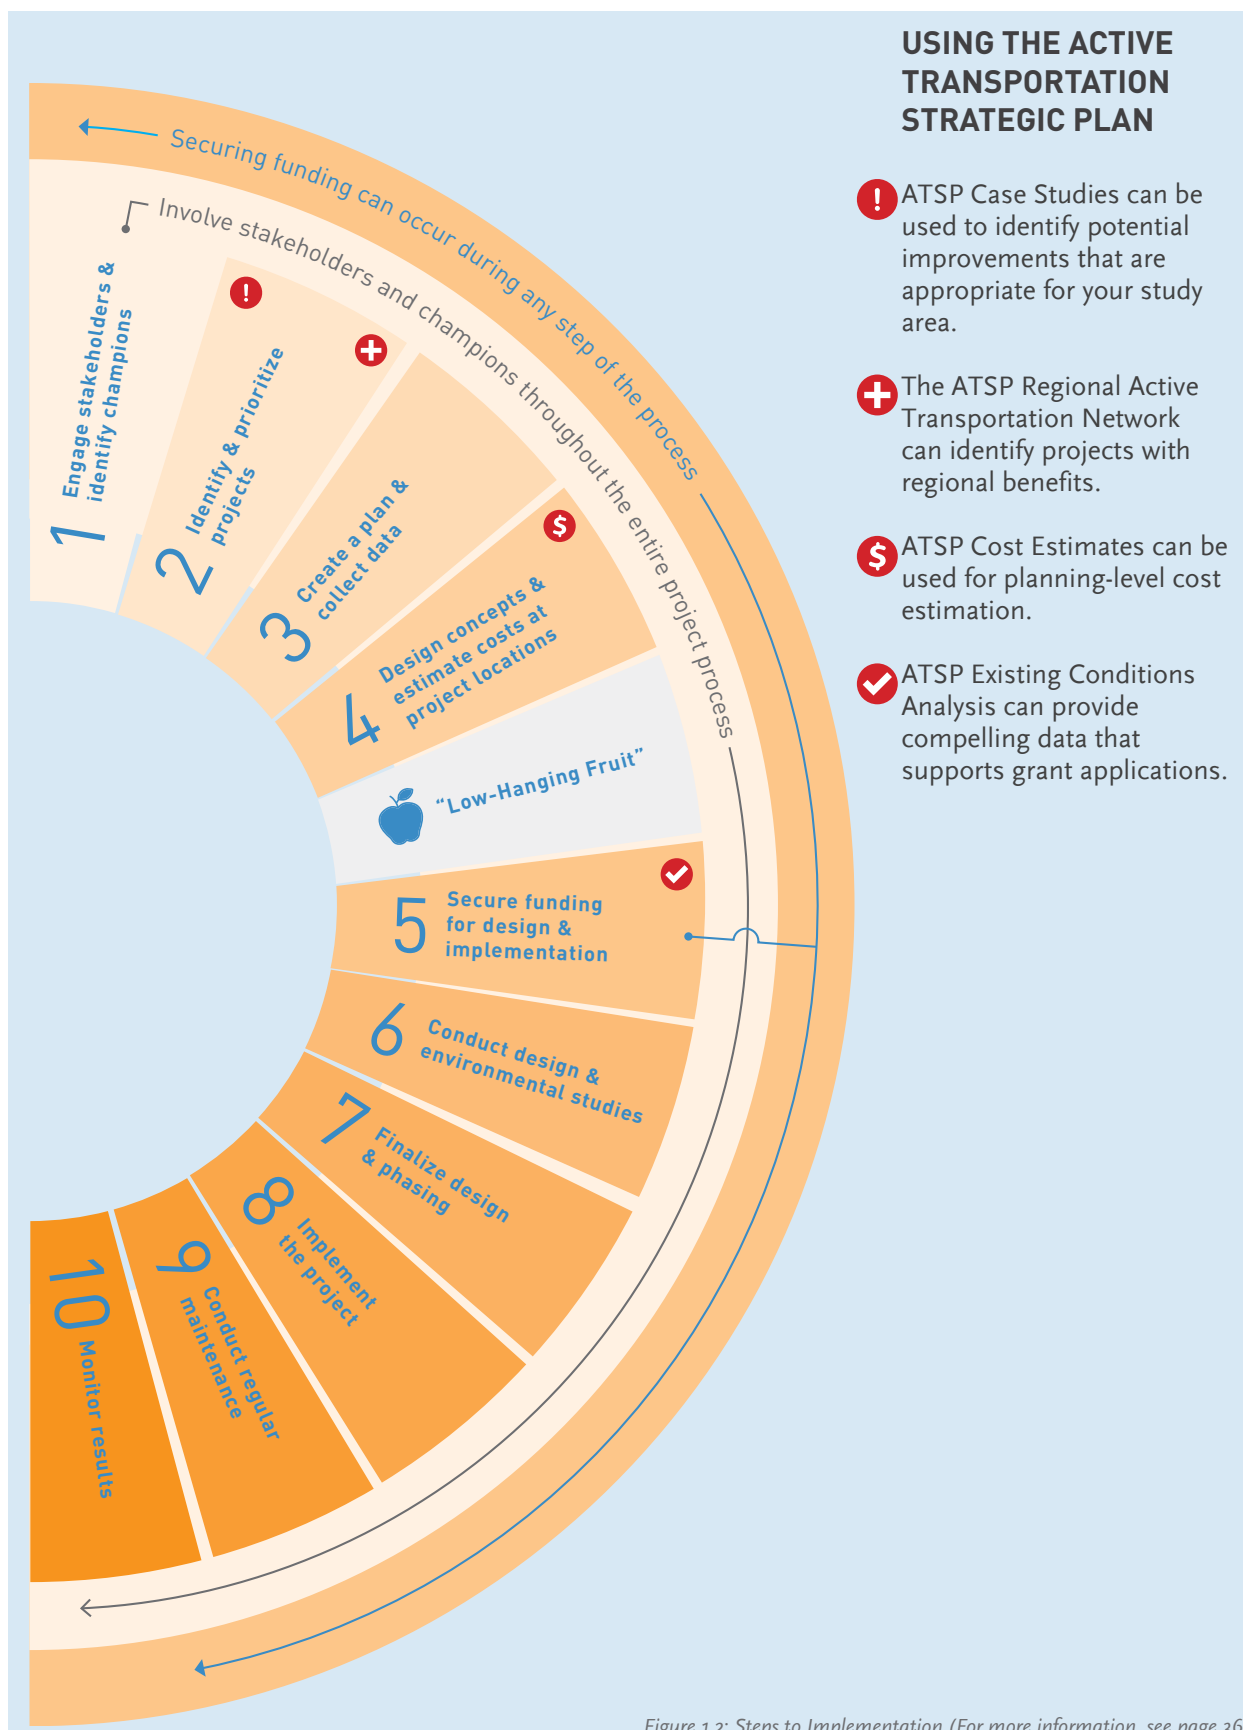 USING THE ACTIVE
TRANSPORTATION
STRATEGIC PLAN
ATSP Case Studies can be
used to identify potential
improvements that are
appropriate for your study
area.
The ATSP Regional Active
Transportation Network
can identify projects with
regional benefits.
$
ATSP Cost Estimates can be
used for planning-level cost
estimation.
ATSP Existing Conditions
Analysis can provide
compelling data that
supports grant applications.
Securing funding can occur during any step of the process
Involve stakeholders and champions throughout the entire project process
1
Engage stakeholders &
identify champions
!
2
Identify & prioritize
projects
3
Create a plan &
collect data
$
4
Design concepts &
estimate costs at
project locations
“Low-Hanging Fruit”
5
Secure funding
for design &
implementation
6
Conduct design &
environmental studies
7
Finalize design
& phasing
8
Implement
the project
9
Conduct regular
maintenance
10
Monitor results
Figure 1.2: Steps to Implementation (For more information, see page 36